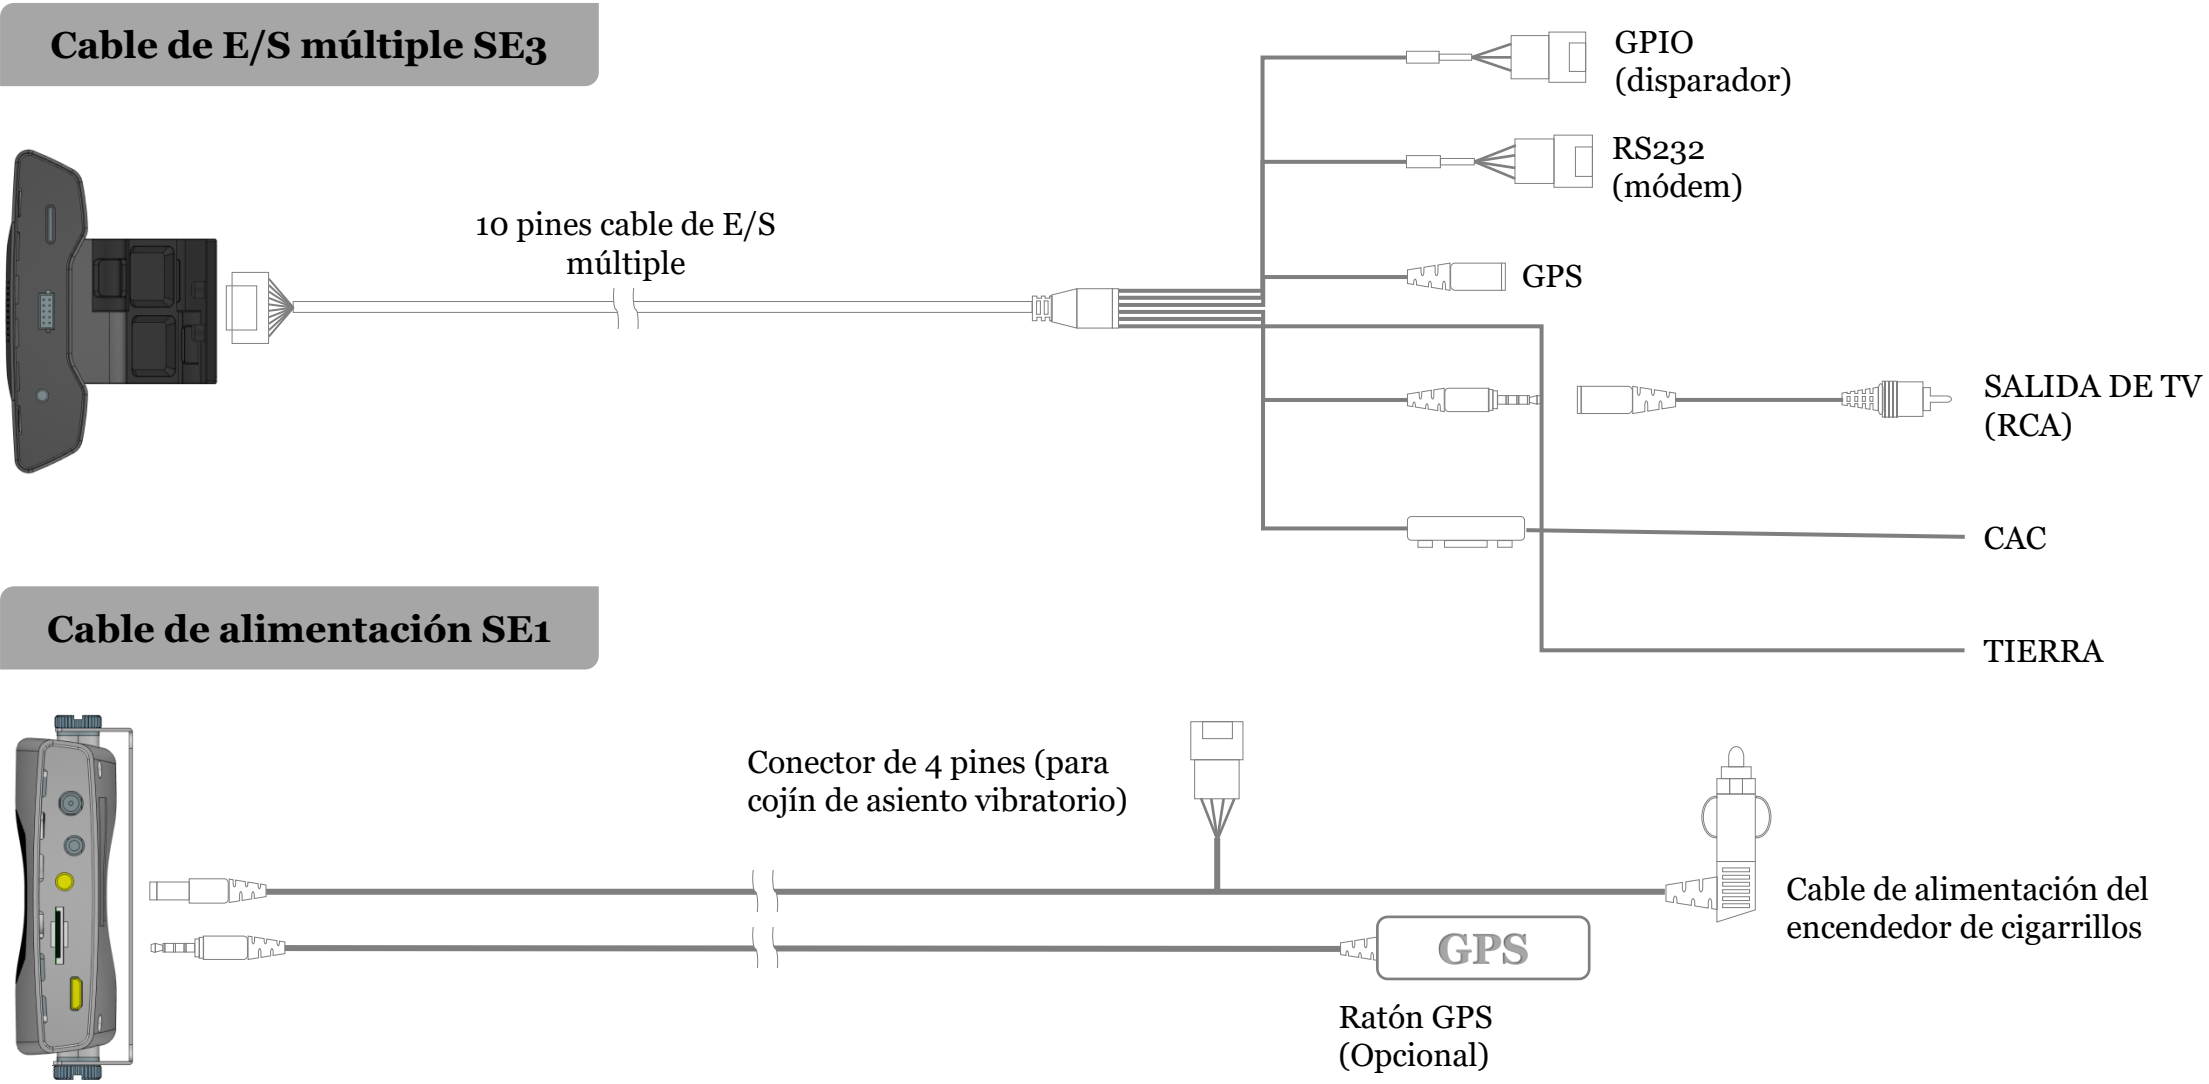 Cable de E/S múltiple SE3
GPIO
(disparador)
RS232
(módem)
10 pines cable de E/S
múltiple
GPS
SALIDA DE TV
(RCA)
CAC
TIERRA
Cable de alimentación SE1
Conector de 4 pines (para
cojín de asiento vibratorio)
Cable de alimentación del
encendedor de cigarrillos
GPS
Ratón GPS
(Opcional)